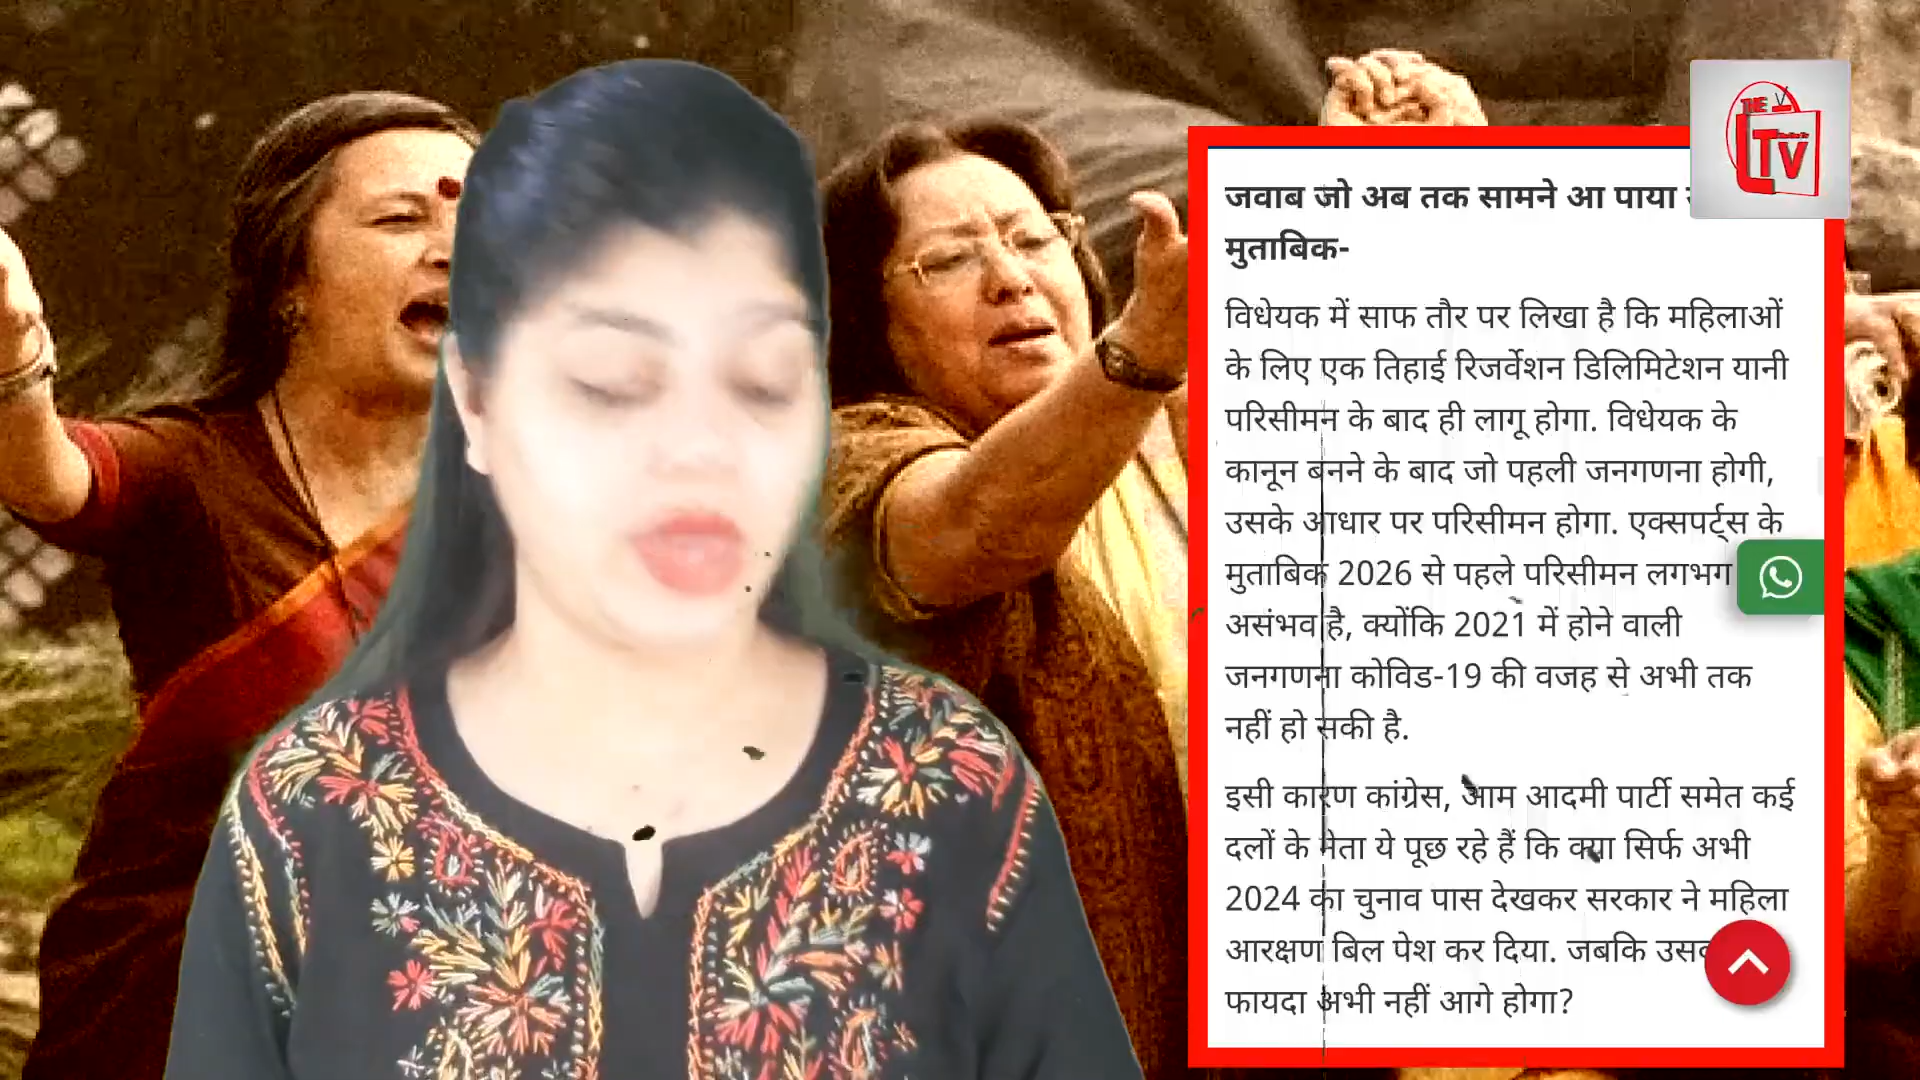 THE
TV
जवाब जो अब तक सामने आ पाया
मुताबिक-
विधेयक में साफ तौर पर लिखा है कि महिलाओं
के लिए एक तिहाई रिजर्वेशन डिलिमिटेशन यानी
परिसीमन के बाद ही लागू होगा. विधेयक के
कानून बनने के बाद जो पहली जनगणना होगी,
उसके आधार पर परिसीमन होगा. एक्सपर्ट्स के
मुताबिक 2026 से पहले परिसीमन लगभग
असंभव है, क्योंकि 2021 में होने वाली
जनगणना कोविड-19 की वजह से अभी तक
नहीं हो सकी है.
इसी कारण कांग्रेस, आम आदमी पार्टी समेत कई
दलों के नेता ये पूछ रहे हैं कि क्या सिर्फ अभी
2024 का चुनाव पास देखकर सरकार ने महिला
आरक्षण बिल पेश कर दिया. जबकि
फायदा अभी नहीं आगे होगा?